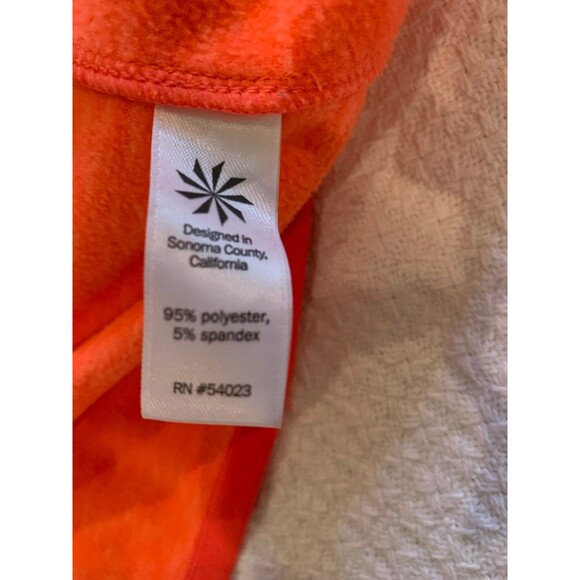 Designed in
Sonoma County,
California
95% polyester,
5% spandex
RN #54023